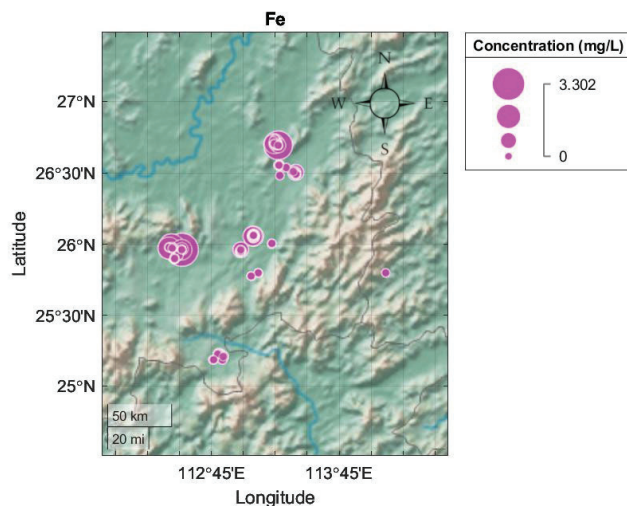 Fe
Concentration (mg/L)
3.302
0
N
W E
S
27°N
26°30'N
26°N
25°30'N
25°N
Latitude
50 km
20 mi
112°45'E 113°45'E
Longitude